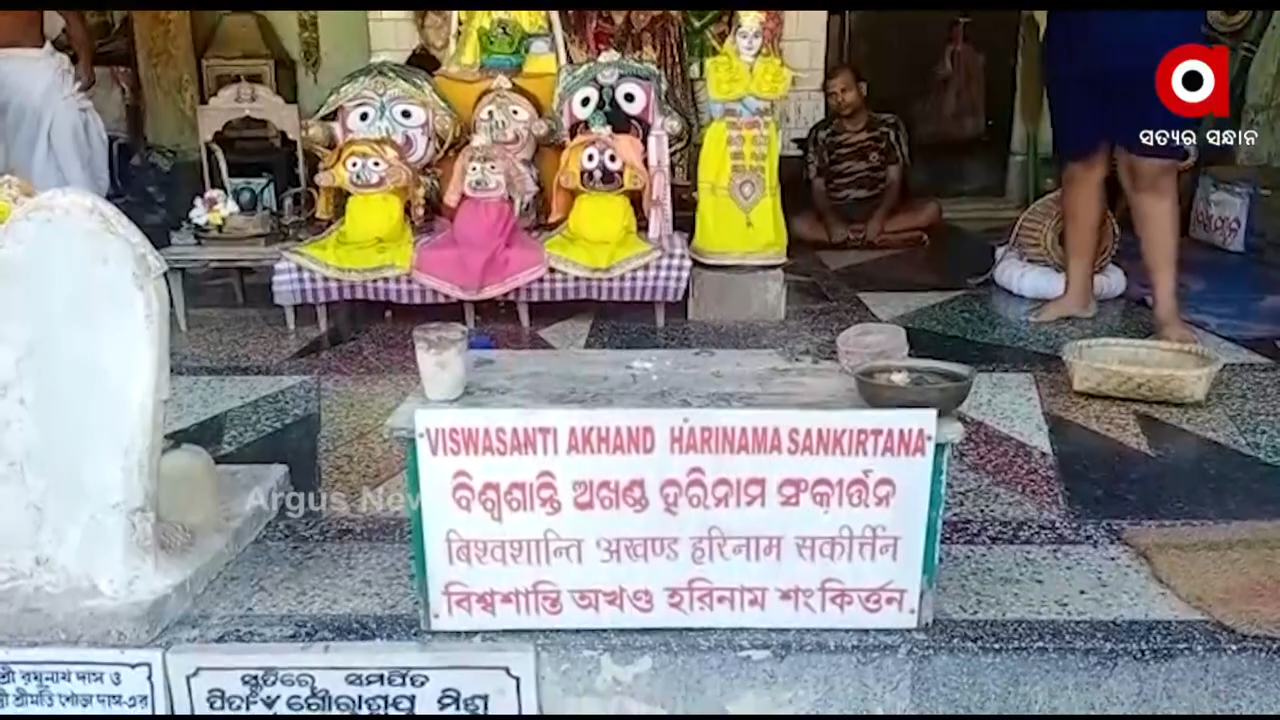 ସତ୍ୟର ସନ୍ଧାନ
VISWASANTI AKHAND HARINAMA SANKIRTANA
ବିଶ୍ୱଶାନ୍ତି ଅଖଣ୍ଡ ହରିନାମ ସଂକୀର୍ତ୍ତନ
बिश्वशान्ति अखण्ड हरिनाम सकीर्त्तन
বিশ্বশান্তি অখণ্ড হরিনাম শংকির্ত্তন
Argus
শ্রী রঘুনাথ দাস ও
ସ୍ମୃତିରେ ସମର୍ପିତ